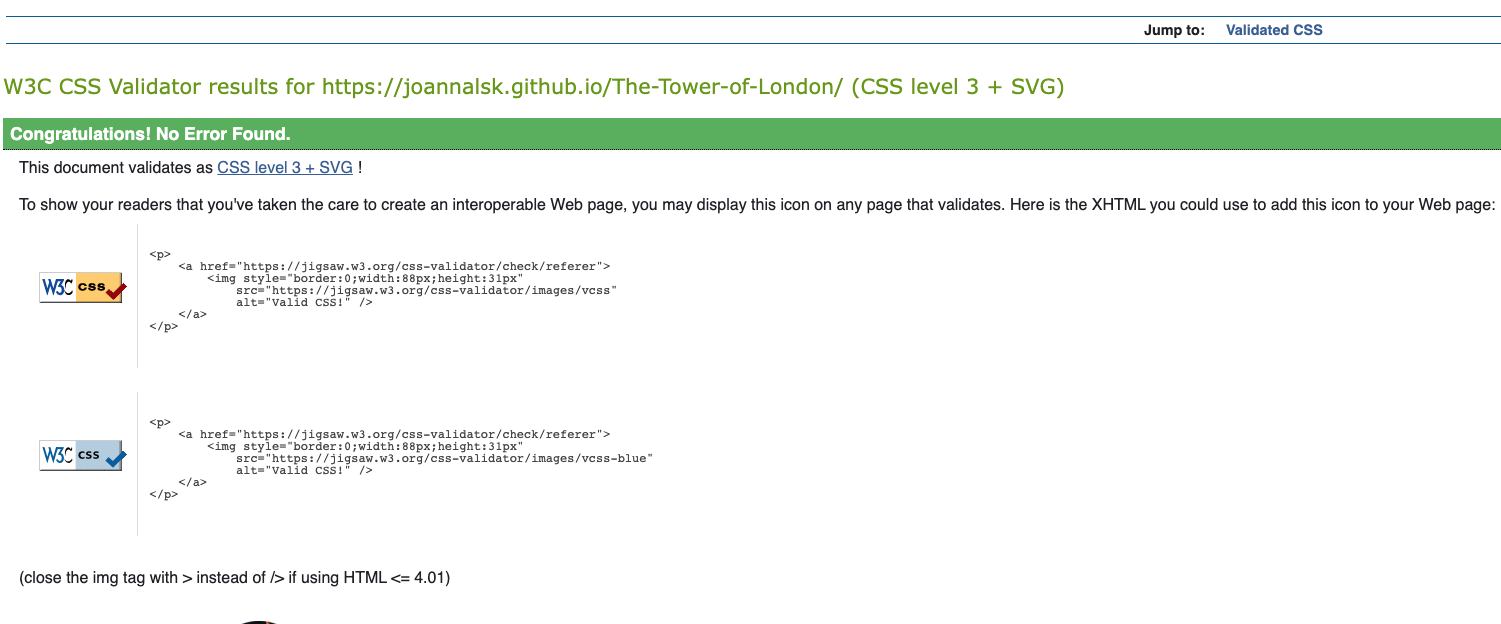 Jump to: Validated CSS
W3C CSS Validator results for https://joannalsk.github.io/The-Tower-of-London/ (CSS level 3 + SVG)
Congratulations! No Error Found.
This document validates as CSS level 3 + SVG !
To show your readers that you've taken the care to create an interoperable Web page, you may display this icon on any page that validates. Here is the XHTML you could use to add this icon to your Web page:
W3C css
<p>
<a href="https://jigsaw.w3.org/css-validator/check/referer">
<img style="border:0;width:88px;height:31px"
src="https://jigsaw.w3.org/css-validator/images/vcss"
alt="Valid CSS!" />
</a>
</p>
W3C css
<p>
<a href="https://jigsaw.w3.org/css-validator/check/referer">
<img style="border:0;width:88px;height:31px"
src="https://jigsaw.w3.org/css-validator/images/vcss-blue"
alt="Valid CSS!" />
</a>
</p>
(close the img tag with > instead of /> if using HTML <= 4.01)